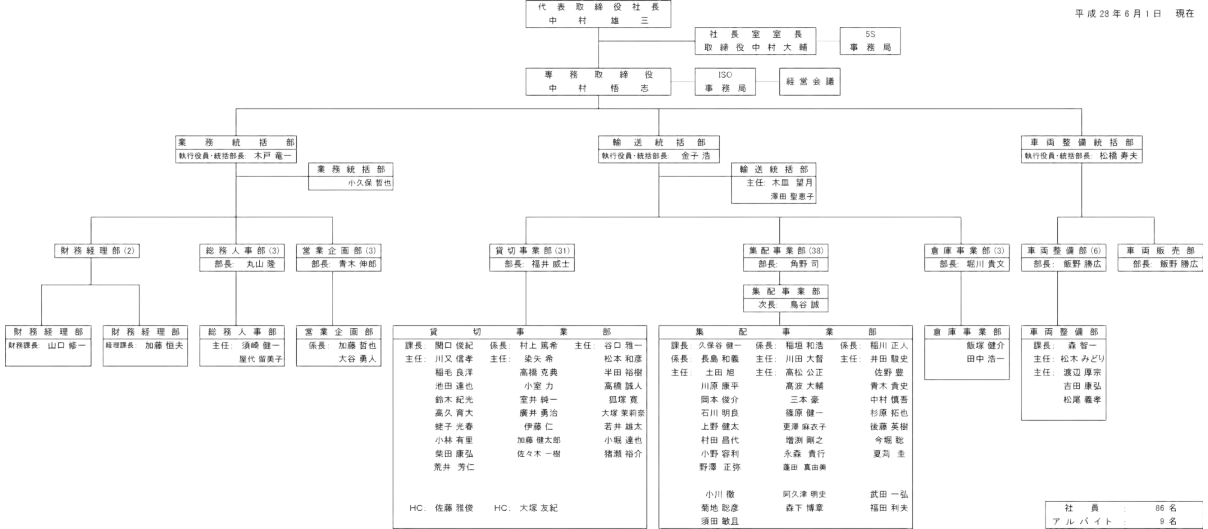 代表取締役社長
中村雄三
平成28年6月1日 現在
社長室室長
取締役中村大輔
5S
事務局
専務取締役
中村悟志
ISO
事務局
経営会議
業務統括部
執行役員・統括部長: 木戸 竜一
輸送統括部
執行役員・統括部長: 金子 浩
車両整備統括部
執行役員・統括部長: 松橋 寿夫
業務統括部
小久保 哲也
輸送統括部
主任: 木皿 望月
澤田 聖恵子
財務経理部(2)
総務人事部(3)
部長: 丸山 隆
営業企画部(3)
部長: 青木 伸郎
貸切事業部(31)
部長: 福井 威士
集配事業部(38)
部長: 角野 司
倉庫事業部(3)
部長: 堀川 貴文
車両整備部(6)
部長: 飯野 勝広
車両販売部
部長: 飯野 勝広
集配事業部
次長: 鳥谷 誠
財務経理部
財務課長: 山口 修一
財務経理部
経理課長: 加藤 恒夫
総務人事部
主任: 須崎 健一
屋代 留美子
営業企画部
係長: 加藤 哲也
大谷 勇人
貸切事業部
課長: 関口 俊紀 係長: 村上 篤希 主任: 谷口 雅一
主任: 川又 信孝 主任: 染矢 希 松本 和彦
稲毛 良洋 高橋 克典 半田 裕樹
池田 達也 小室 力 高橋 誠人
鈴木 紀光 室井 純一 狐塚 寛
高久 育大 廣井 勇治 大塚 茉莉奈
蛯子 光春 伊藤 仁 若井 雄太
小林 有里 加藤 健太郎 小堀 達也
柴田 康弘 佐々木 一樹 猪瀬 裕介
荒井 芳仁
HC: 佐藤 雅俊 HC: 大塚 友紀
集配事業部
課長: 久保谷 健一 係長: 稲垣 和浩 係長: 稲川 正人
係長: 長島 和義 主任: 川田 大督 主任: 井田 駿史
主任: 土田 旭 主任: 高松 公正 佐野 豊
川原 康平 高波 大輔 青木 貴史
岡本 俊介 三本 豪 中村 慎吾
石川 明良 篠原 健一 杉原 拓也
上野 健太 更澤 麻衣子 後藤 英樹
村田 昌代 増渕 剛之 今堀 聡
小野 容利 永森 貴行 夏苅 圭
野澤 正弥 蓬田 真由美
小川 徹 阿久津 明史 武田 一弘
菊地 聡彦 森下 博章 福田 利夫
須田 敏且
倉庫事業部
飯塚 健介
田中 浩一
車両整備部
課長: 森 智一
主任: 松木 みどり
主任: 渡辺 厚宗
吉田 康弘
松尾 義孝
社員 : 86 名
アルバイト : 9 名